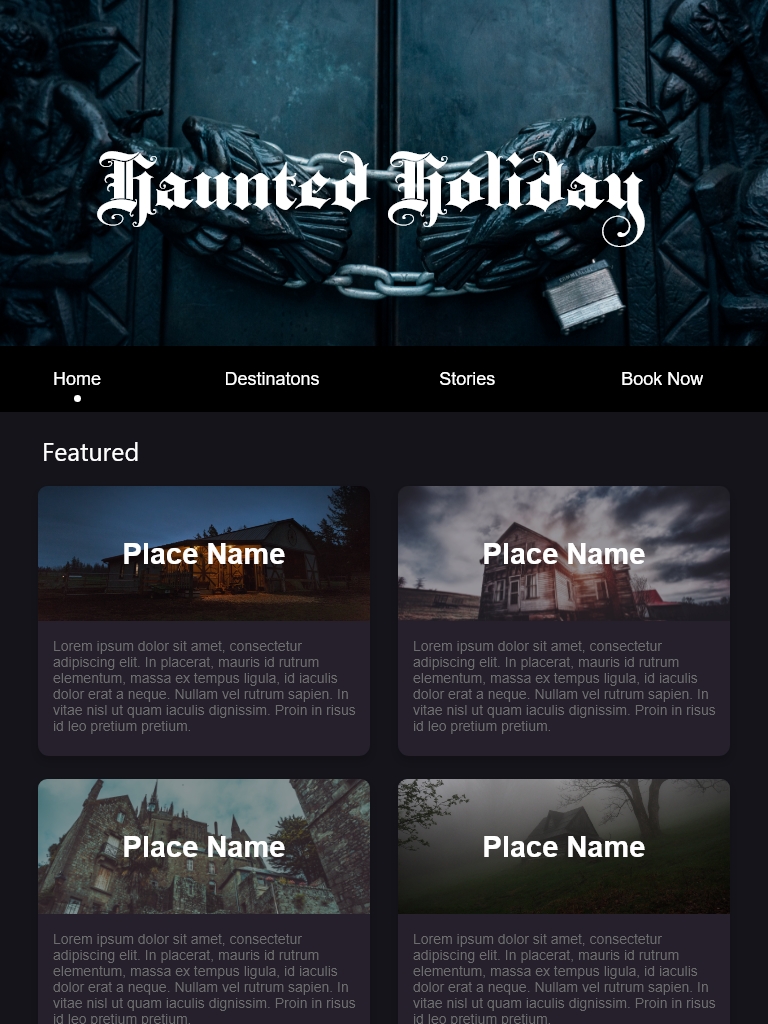 Haunted Holiday
Home
Destinatons
Stories
Book Now
Featured
Place Name
Lorem ipsum dolor sit amet, consectetur
adipiscing elit. In placerat, mauris id rutrum
elementum, massa ex tempus ligula, id iaculis
dolor erat a neque. Nullam vel rutrum sapien. In
vitae nisl ut quam iaculis dignissim. Proin in risus
id leo pretium pretium.
Place Name
Lorem ipsum dolor sit amet, consectetur
adipiscing elit. In placerat, mauris id rutrum
elementum, massa ex tempus ligula, id iaculis
dolor erat a neque. Nullam vel rutrum sapien. In
vitae nisl ut quam iaculis dignissim. Proin in risus
id leo pretium pretium.
Place Name
Lorem ipsum dolor sit amet, consectetur
adipiscing elit. In placerat, mauris id rutrum
elementum, massa ex tempus ligula, id iaculis
dolor erat a neque. Nullam vel rutrum sapien. In
vitae nisl ut quam iaculis dignissim. Proin in risus
id leo pretium pretium.
Place Name
Lorem ipsum dolor sit amet, consectetur
adipiscing elit. In placerat, mauris id rutrum
elementum, massa ex tempus ligula, id iaculis
dolor erat a neque. Nullam vel rutrum sapien. In
vitae nisl ut quam iaculis dignissim. Proin in risus
id leo pretium pretium.